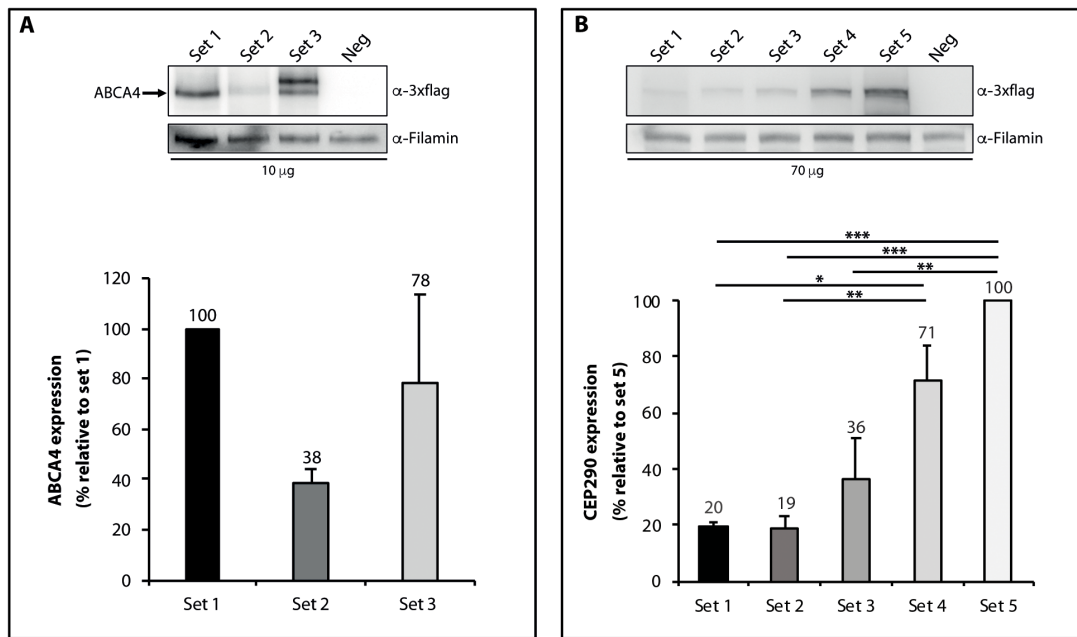 A
Set 1 Set 2 Set 3 Neg
ABCA4
α-3xflag
α-Filamin
10 µg
ABCA4 expression
(% relative to set 1)
120
100
80
60
40
20
0
100
38
78
Set 1 Set 2 Set 3
B
Set 1 Set 2 Set 3 Set 4 Set 5 Neg
α-3xflag
α-Filamin
70 µg
***
***
**
*
**
CEP290 expression
(% relative to set 5)
100
80
60
40
20
0
20
19
36
71
100
Set 1 Set 2 Set 3 Set 4 Set 5